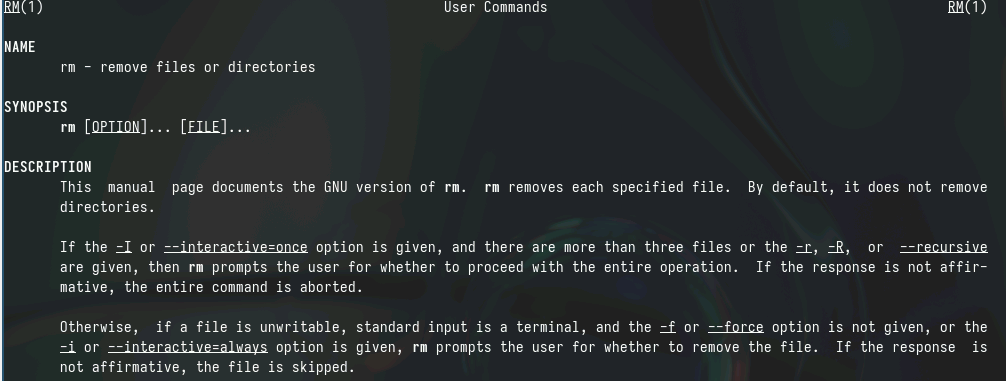 RM(1) User Commands RM(1)
NAME
rm - remove files or directories
SYNOPSIS
rm [OPTION]... [FILE]...
DESCRIPTION
This manual page documents the GNU version of rm. rm removes each specified file. By default, it does not remove
directories.
If the -I or --interactive=once option is given, and there are more than three files or the -r, -R, or --recursive
are given, then rm prompts the user for whether to proceed with the entire operation. If the response is not affir-
mative, the entire command is aborted.
Otherwise, if a file is unwritable, standard input is a terminal, and the -f or --force option is not given, or the
-i or --interactive=always option is given, rm prompts the user for whether to remove the file. If the response is
not affirmative, the file is skipped.